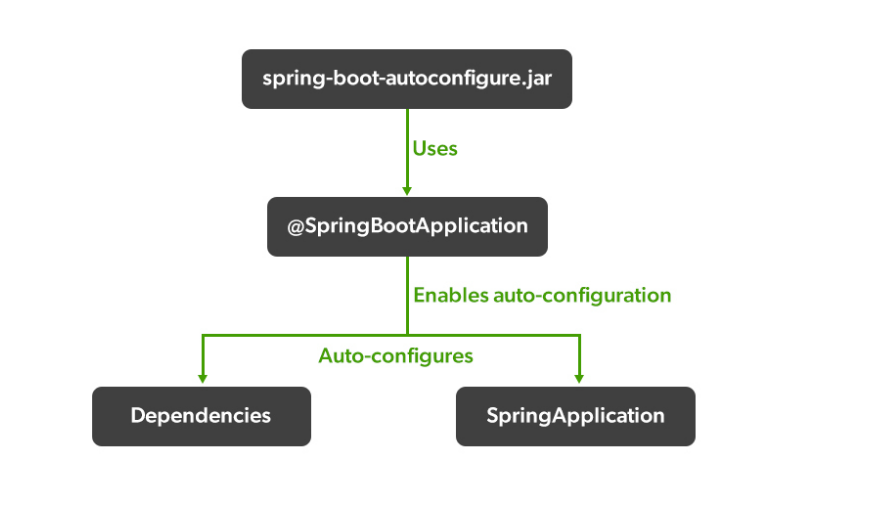 spring-boot-autoconfigure.jar
Uses
@SpringBootApplication
Enables auto-configuration
Auto-configures
Dependencies
SpringApplication